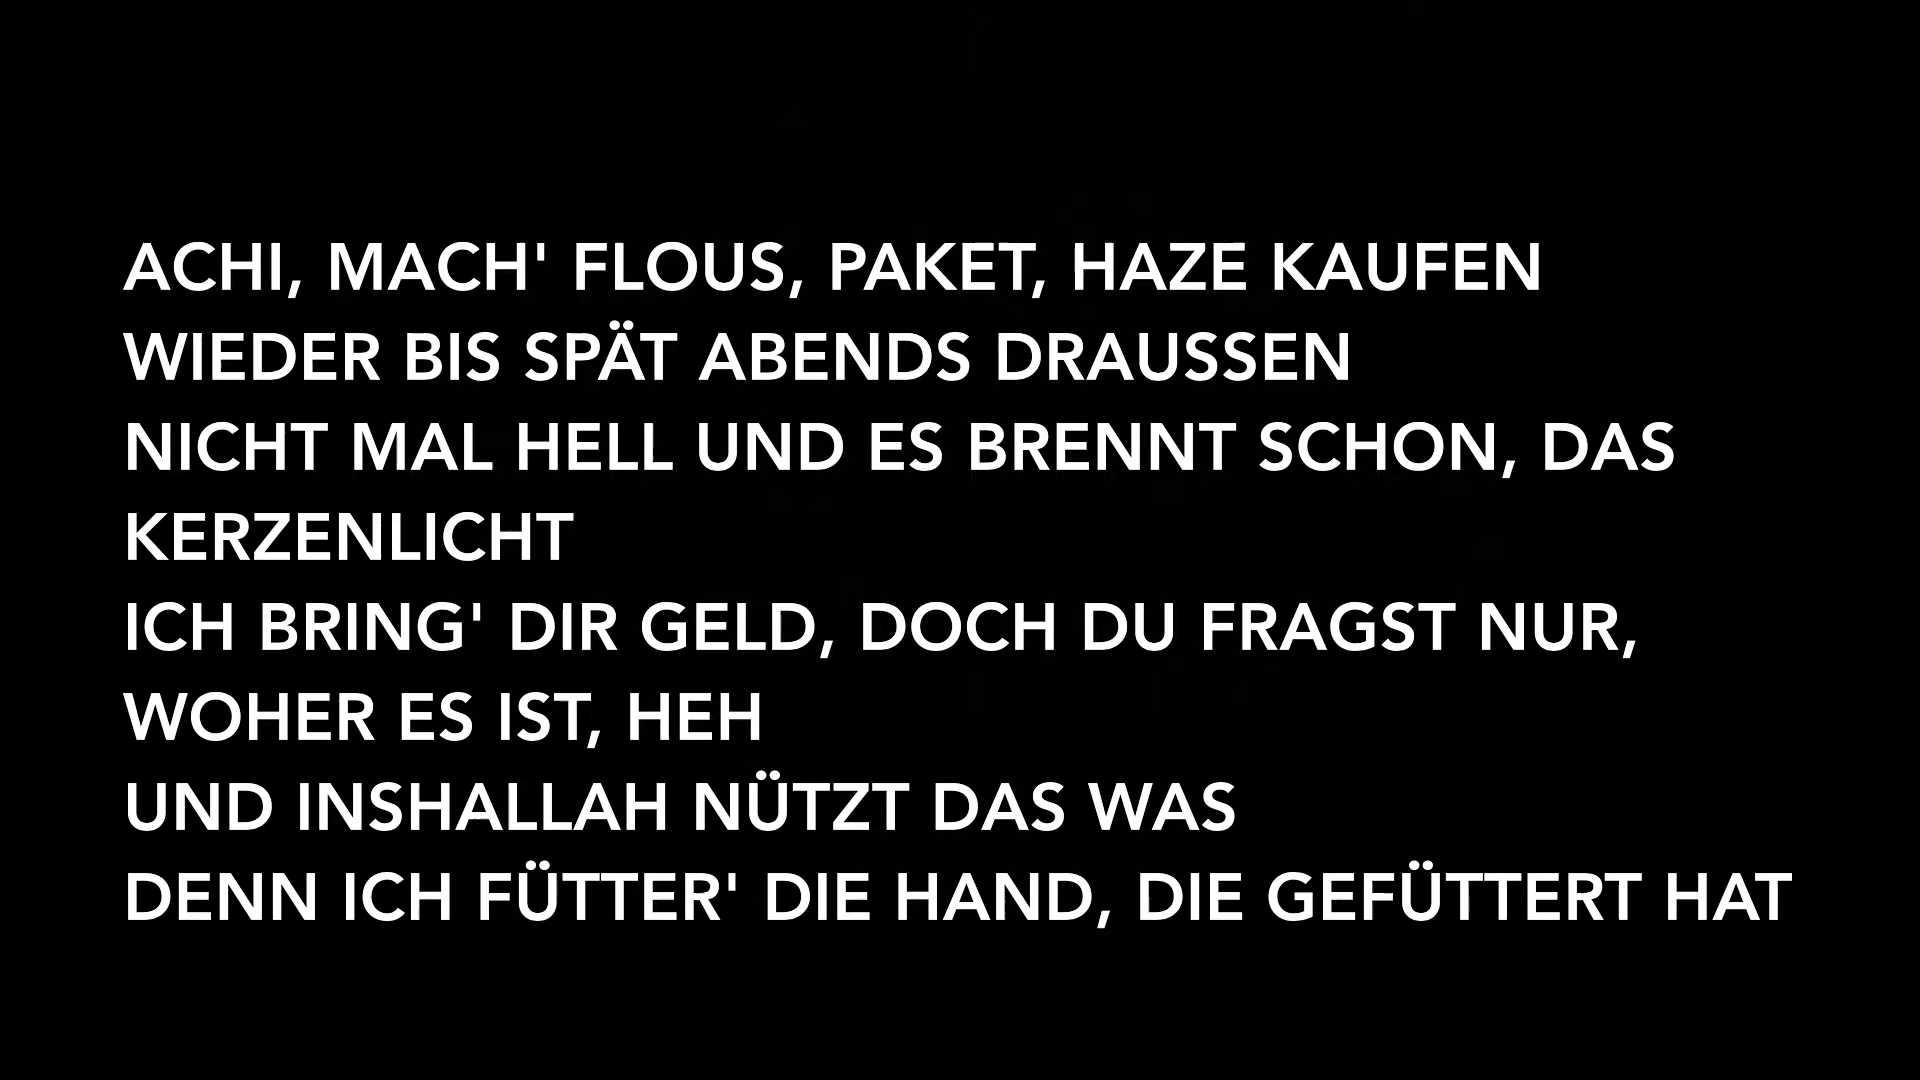 ACHI, MACH' FLOUS, PAKET, HAZE KAUFEN
WIEDER BIS SPÄT ABENDS DRAUSSEN
NICHT MAL HELL UND ES BRENNT SCHON, DAS
KERZENLICHT
ICH BRING' DIR GELD, DOCH DU FRAGST NUR,
WOHER ES IST, HEH
UND INSHALLAH NÜTZT DAS WAS
DENN ICH FÜTTER' DIE HAND, DIE GEFÜTTERT HAT